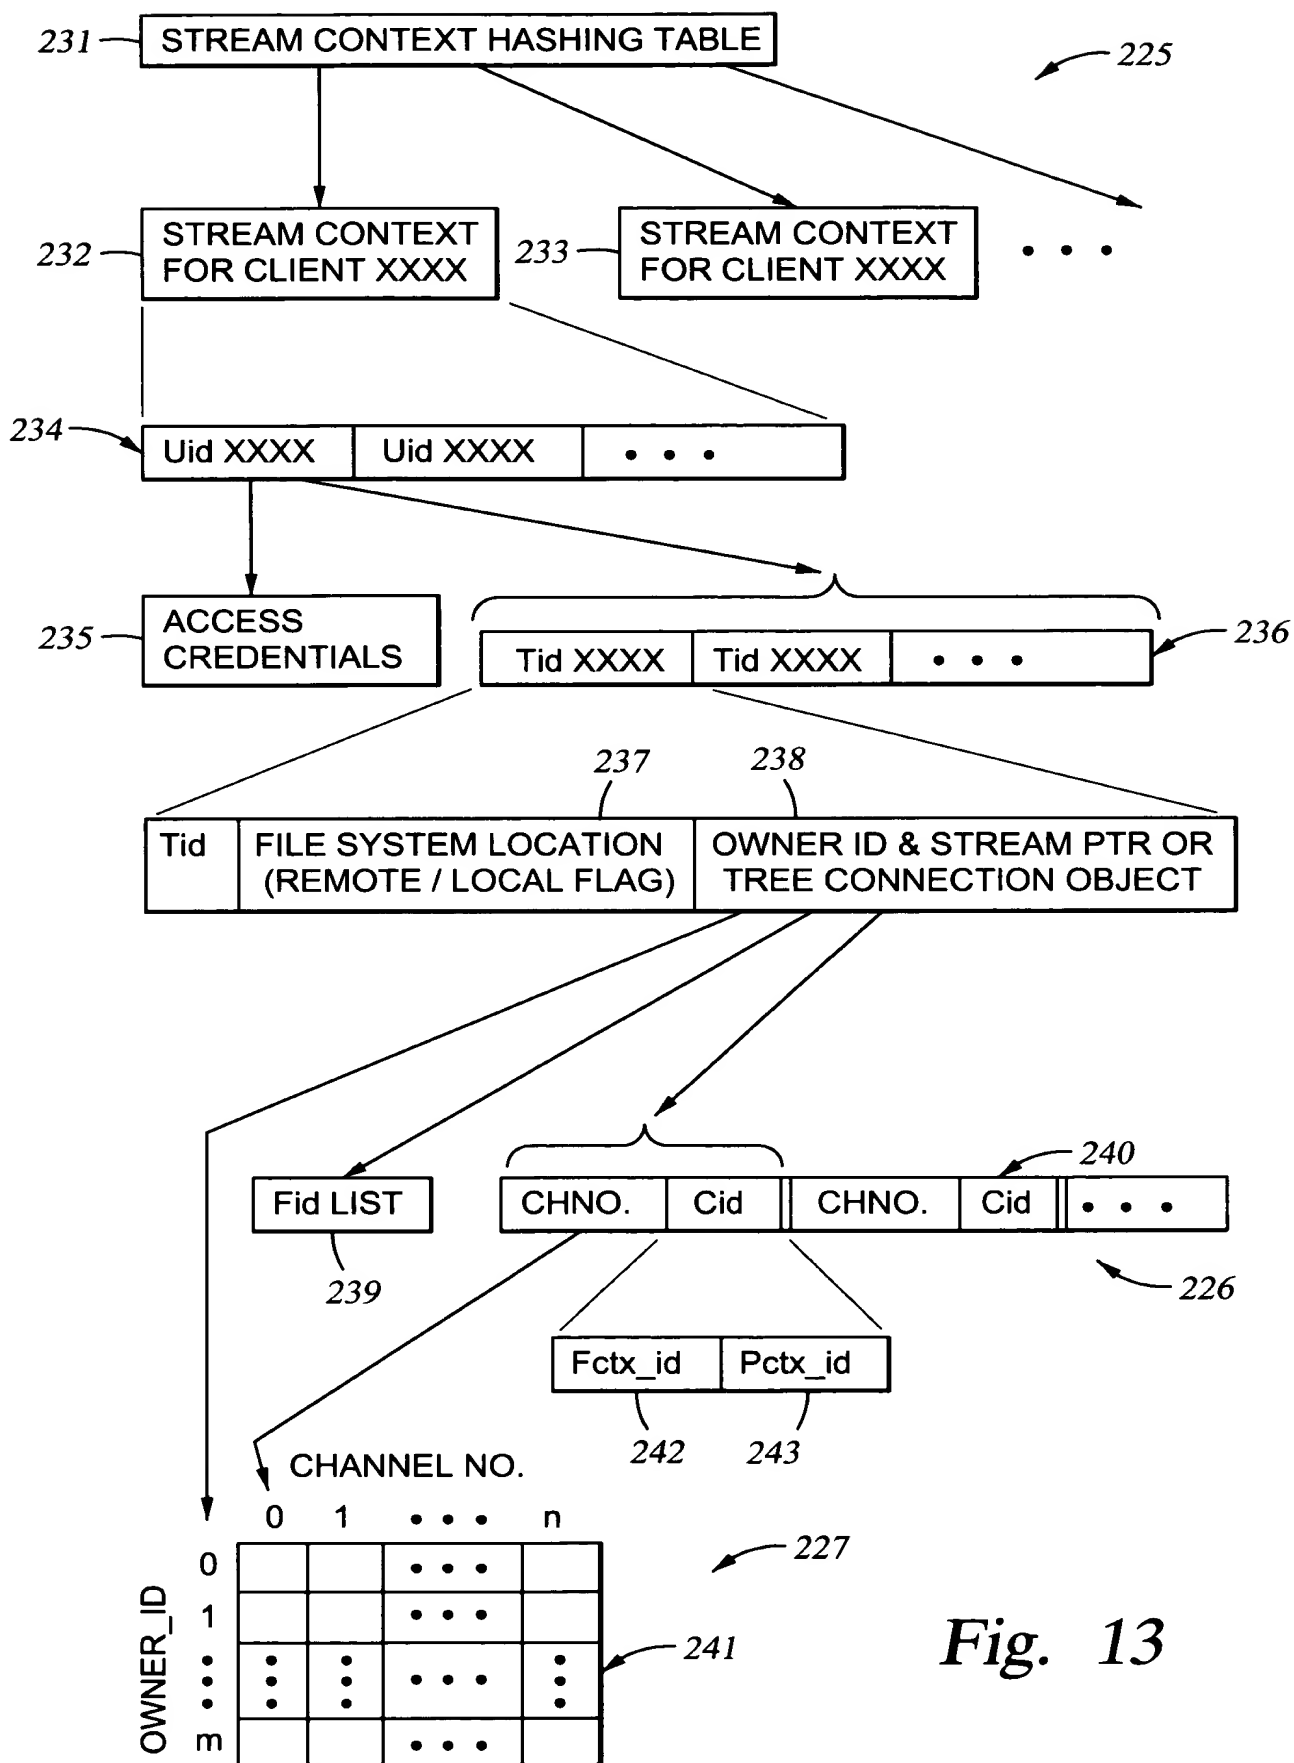 231
STREAM CONTEXT HASHING TABLE
225
232
STREAM CONTEXT
FOR CLIENT XXXX
233
STREAM CONTEXT
FOR CLIENT XXXX
• • •
234
Uid XXXX
Uid XXXX
• • •
235
ACCESS
CREDENTIALS
Tid XXXX
Tid XXXX
• • •
236
237
238
Tid
FILE SYSTEM LOCATION
(REMOTE / LOCAL FLAG)
OWNER ID & STREAM PTR OR
TREE CONNECTION OBJECT
240
Fid LIST
CHNO.
Cid
CHNO.
Cid
• • •
239
226
Fctx_id
Pctx_id
242
243
CHANNEL NO.
0 1 • • • n
227
OWNER_ID
0
• • •
1
• • •
241
• • •
• • •
• • •
• • •
• • •
m
• • •
Fig. 13